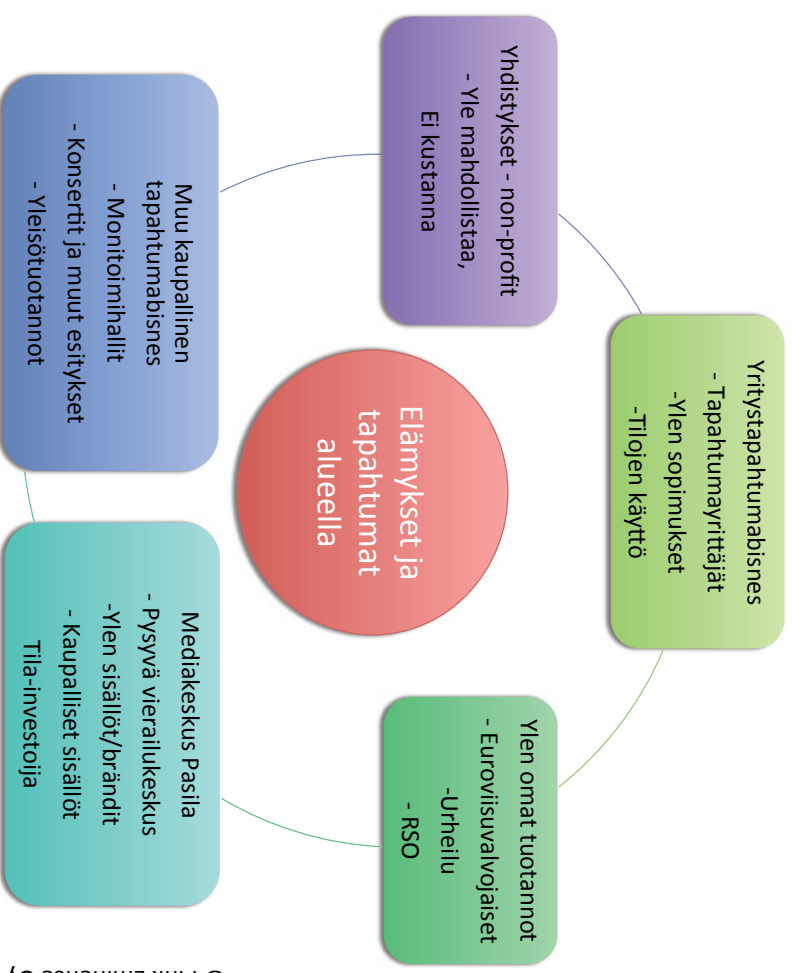 Elämykset ja
tapahtumat
alueella
Yritystapahtumabisnes
- Tapahtumayrittäjät
-Ylen sopimukset
-Tilojen käyttö
Ylen omat tuotannot
- Euroviisuvalvojaiset
-Urheilu
- RSO
Mediakeskus Pasila
- Pysyvä vierailukeskus
-Ylen sisällöt/brändit
- Kaupalliset sisällöt
Tila-investoija
Muu kaupallinen
tapahtumabisnes
- Monitoimihallit
- Konsertit ja muut esitykset
- Yleisötuotannot
Yhdistykset - non-profit
- Yle mahdollistaa,
Ei kustanna